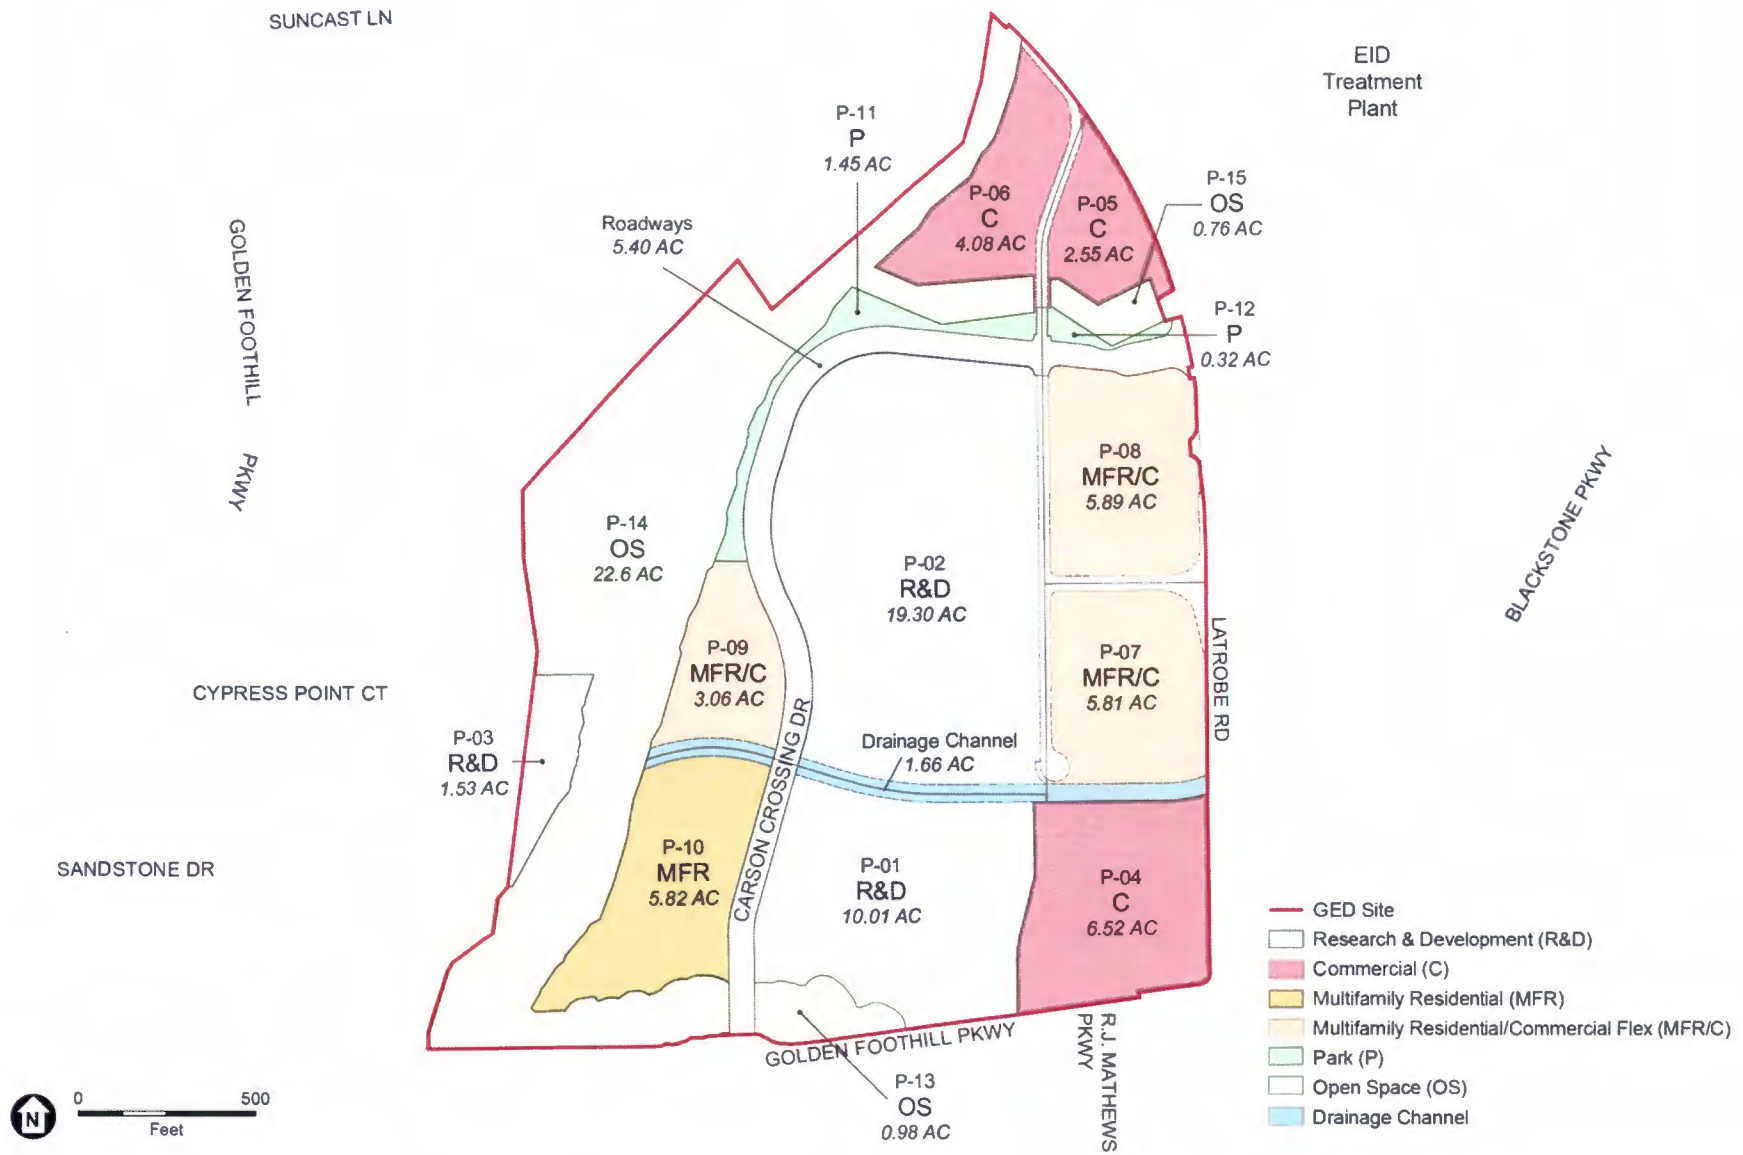 SUNCAST LN
EID
Treatment
Plant
P-11
P
1.45 AC
P-15
OS
0.76 AC
P-06
C
4.08 AC
P-05
C
2.55 AC
Roadways
5.40 AC
GOLDEN FOOTHILL PKWY
P-12
P
0.32 AC
P-08
MFR/C
5.89 AC
BLACKSTONE PKWY
P-14
OS
22.6 AC
P-02
R&D
19.30 AC
P-09
MFR/C
3.06 AC
P-07
MFR/C
5.81 AC
LATROBE RD
CYPRESS POINT CT
P-03
R&D
1.53 AC
Drainage Channel
1.66 AC
CARSON CROSSING DR
SANDSTONE DR
P-10
MFR
5.82 AC
P-01
R&D
10.01 AC
P-04
C
6.52 AC
GOLDEN FOOTHILL PKWY
R.J. MATHEWS
PKWY
P-13
OS
0.98 AC
GED Site
Research & Development (R&D)
Commercial (C)
Multifamily Residential (MFR)
Multifamily Residential/Commercial Flex (MFR/C)
Park (P)
Open Space (OS)
Drainage Channel
N
0 500
Feet